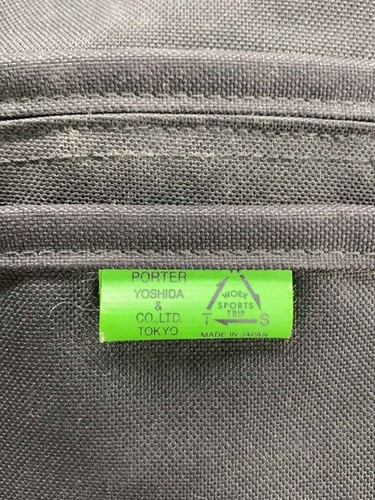 PORTER
YOSHIDA
&
CO.,LTD.
TOKYO
WORK
SPORTS
TRIP
T S
MADE IN JAPAN